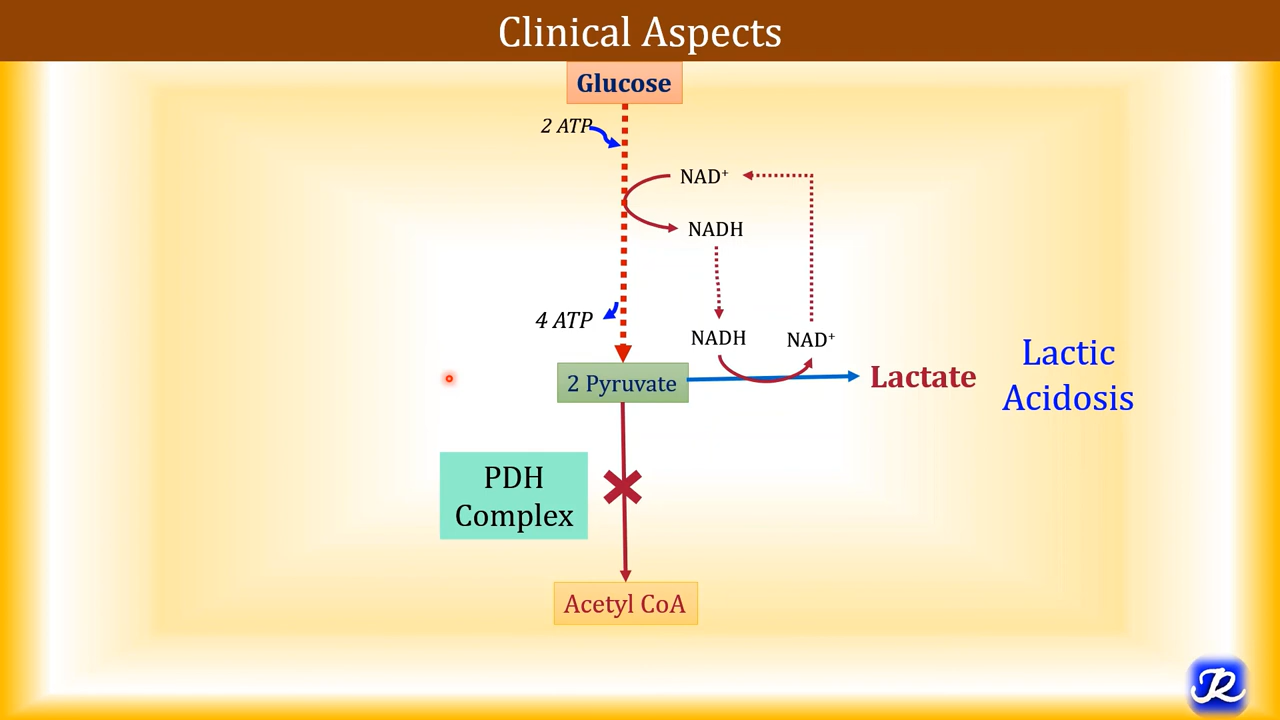 Clinical Aspects
Glucose
2 ATP
NAD⁺
NADH
4 ATP
NADH
NAD⁺
2 Pyruvate
Lactate
Lactic
Acidosis
PDH
Complex
Acetyl CoA
JR